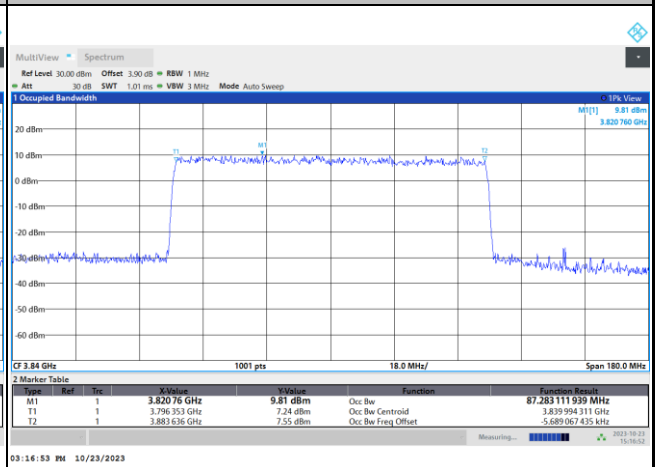 MultiView Spectrum
Ref Level 30.00 dBm Offset 3.90 dB RBW 1 MHz
Att 30 dB SWT 1.01 ms VBW 3 MHz Mode Auto Sweep
1 Occupied Bandwidth 1Pk View
M1[1] 9.81 dBm
3.820 760 GHz
20 dBm
T1 M1 T2
10 dBm
0 dBm
-10 dBm
-20 dBm
-30 dBm
-40 dBm
-50 dBm
-60 dBm
CF 3.84 GHz 1001 pts 18.0 MHz/ Span 180.0 MHz
2 Marker Table
Type Ref Trc X-Value Y-Value Function Function Result
M1 1 3.820 76 GHz 9.81 dBm Occ Bw 87.283 111 939 MHz
T1 1 3.796 353 GHz 7.24 dBm Occ Bw Centroid 3.839 994 311 GHz
T2 1 3.883 636 GHz 7.55 dBm Occ Bw Freq Offset -5.689 067 435 kHz
Measuring... 2023-10-23
15:16:52
03:16:53 PM 10/23/2023